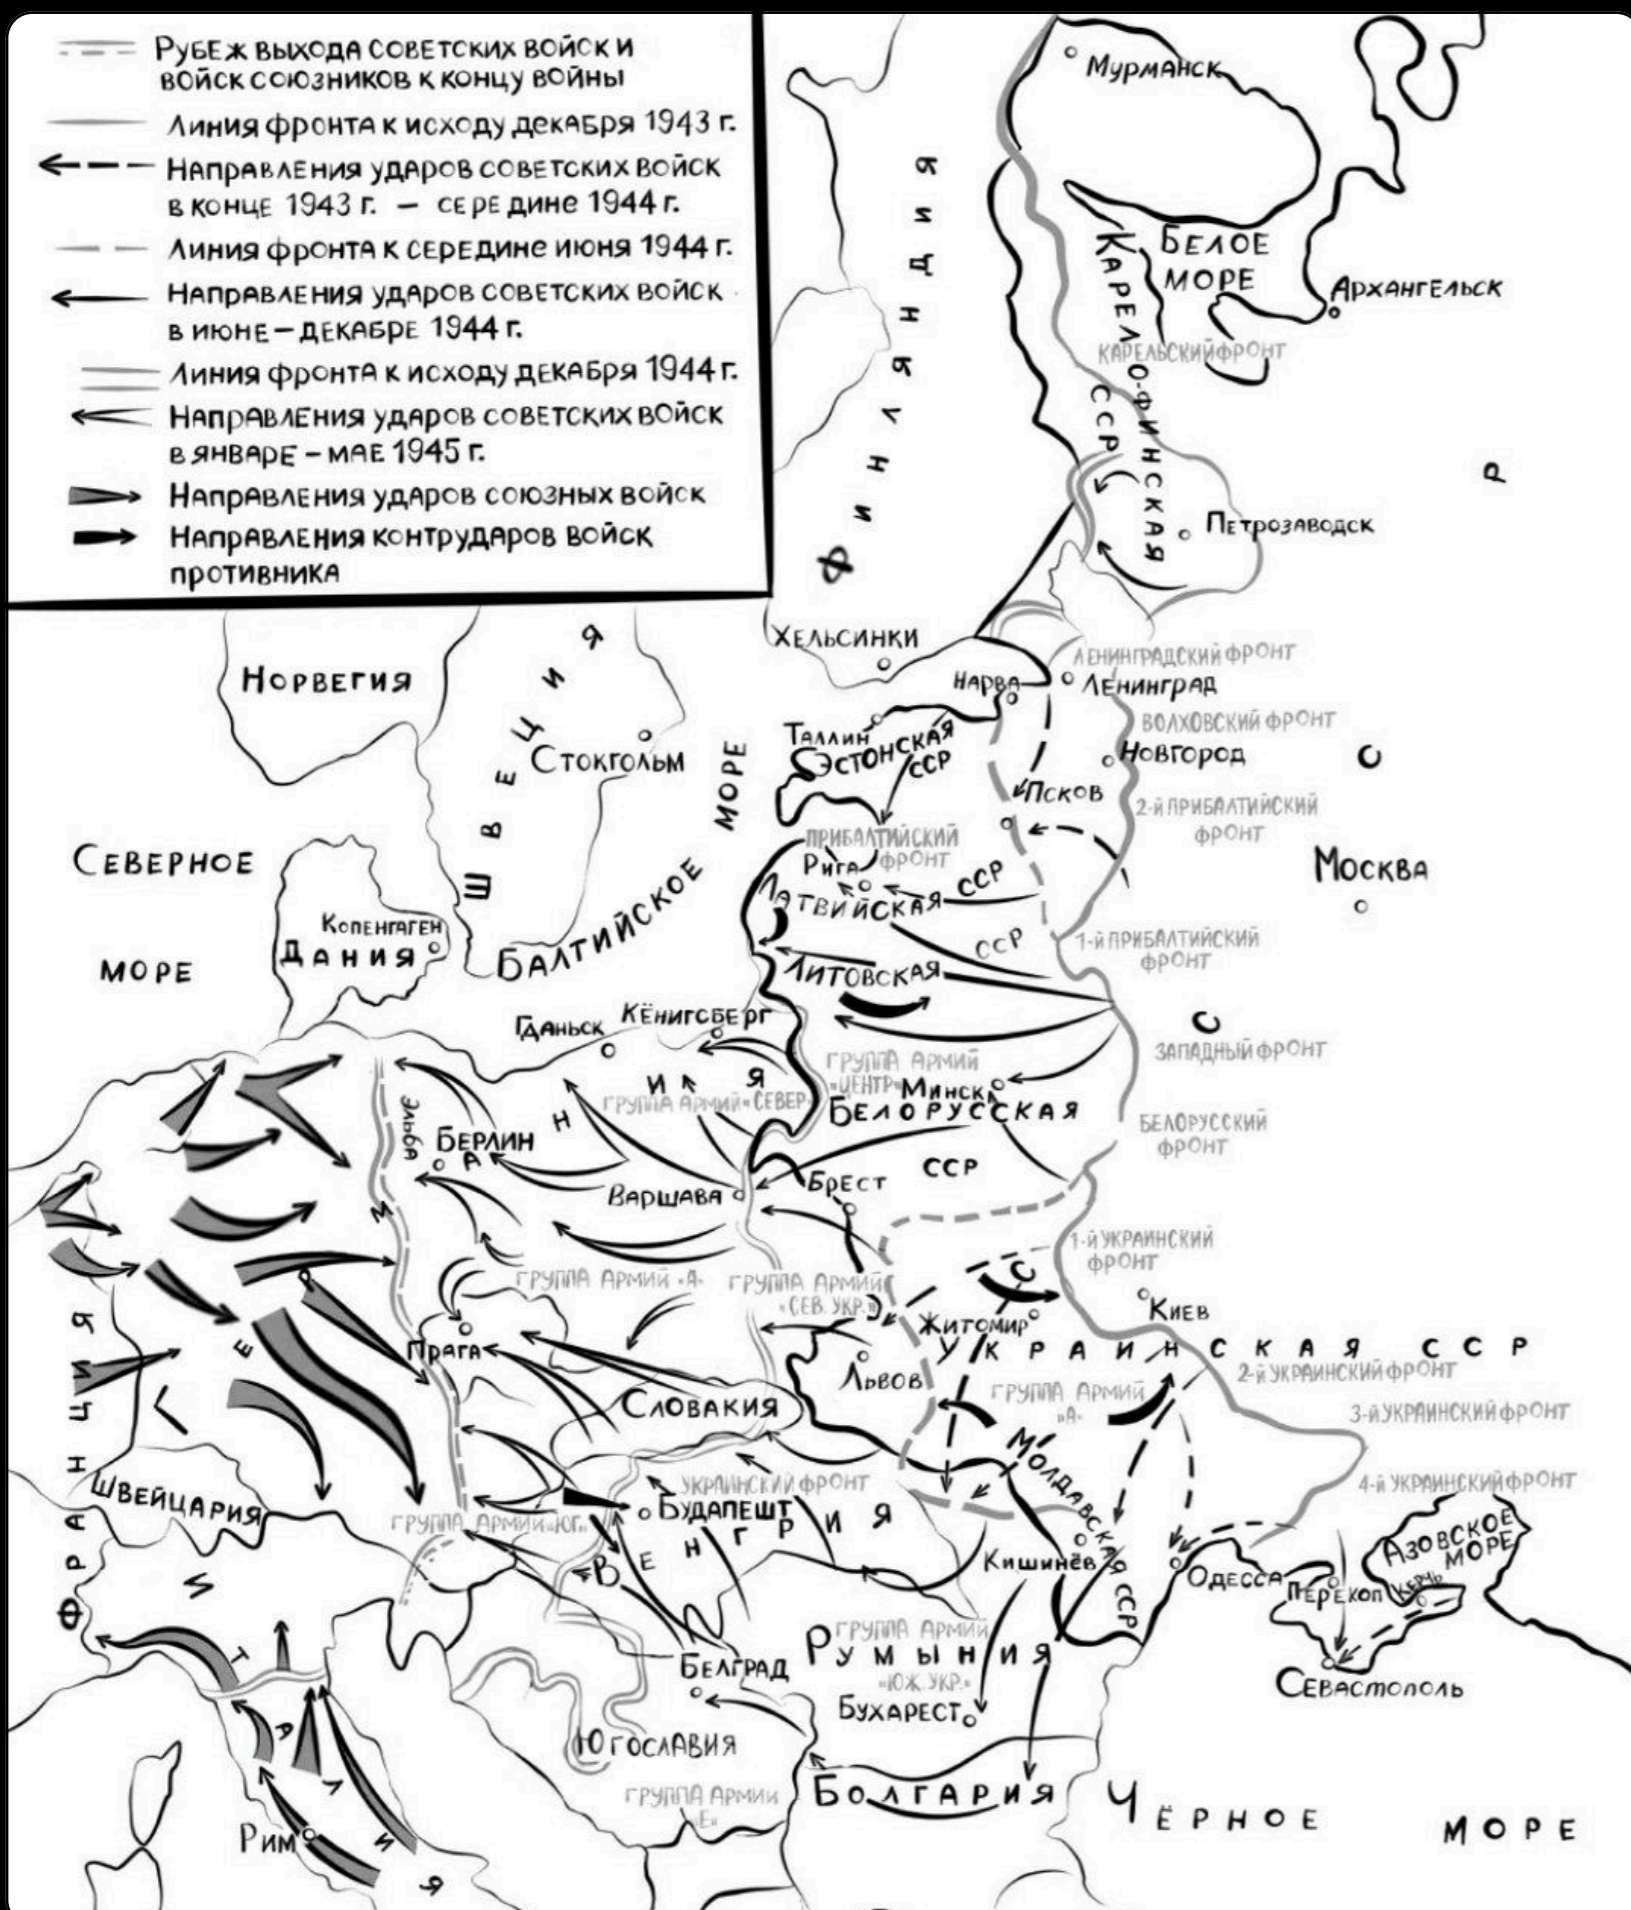 Рубеж выхода советских войск и
войск союзников к концу войны
Линия фронта к исходу декабря 1943 г.
Направления ударов советских войск
в конце 1943 г. – середине 1944 г.
Линия фронта к середине июня 1944 г.
Направления ударов советских войск
в июне – декабре 1944 г.
Линия фронта к исходу декабря 1944 г.
Направления ударов советских войск
в январе – мае 1945 г.
Направления ударов союзных войск
Направления контрударов войск
противника
Мурманск
Белое
море
Архангельск
Карело-Финская
ССР
Карельский фронт
Финляндия
Петрозаводск
С С С Р
Хельсинки
Ленинградский фронт
Ленинград
Нарва
Норвегия
Швеция
Стокгольм
Таллин
Эстонская
ССР
Волховский фронт
Новгород
Псков
2-й Прибалтийский
фронт
Прибалтийский
фронт
Рига
Латвийская
ССР
Москва
Северное
море
Копенгаген
Дания
Балтийское море
1-й Прибалтийский
фронт
Литовская
ССР
Гданьск
Кёнигсберг
Западный фронт
Группа армий
«Центр»
Минск
Группа армий «Север»
Белорусская
ССР
Белорусский
фронт
Эльба
Берлин
Германия
Варшава
Брест
1-й Украинский
фронт
Группа армий «А»
Группа армий
«Сев. Укр.»
Житомир
Киев
Украинская ССР
Прага
Львов
2-й Украинский фронт
Группа армий
«А»
3-й Украинский фронт
Словакия
Молдавская ССР
Франция
Швейцария
Украинский фронт
4-й Украинский фронт
Группа армий «Юг»
Будапешт
Венгрия
Кишинёв
Одесса
Перекоп
Керчь
Азовское
море
Севастополь
Италия
Белград
Группа армий
Румыния
«Юж. Укр.»
Бухарест
Югославия
Группа армий
«Е»
Болгария
Чёрное море
Рим